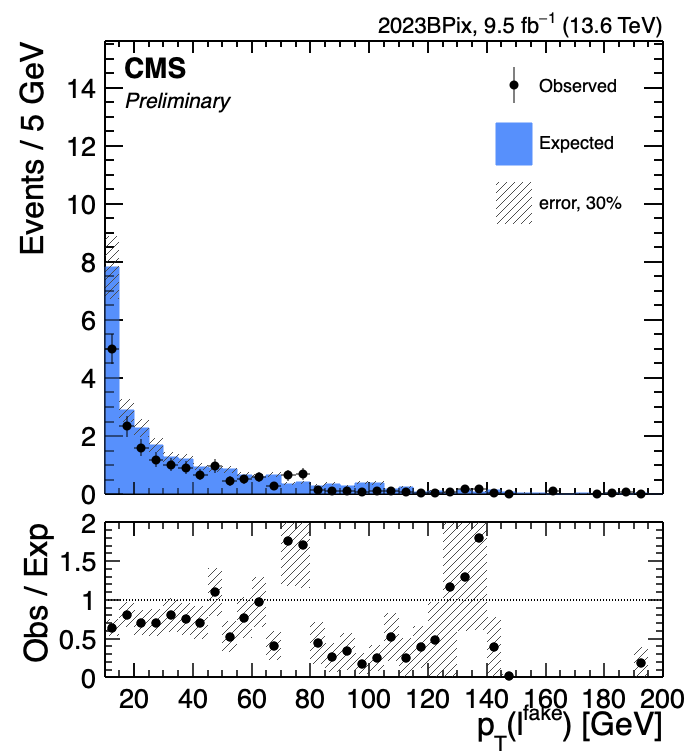 2023BPix, 9.5 fb⁻¹ (13.6 TeV)
CMS
Preliminary
Observed
Expected
error, 30%
Events / 5 GeV
14
12
10
8
6
4
2
0
Obs / Exp
2
1.5
1
0.5
0
20 40 60 80 100 120 140 160 180 200
p_T(l^fake) [GeV]